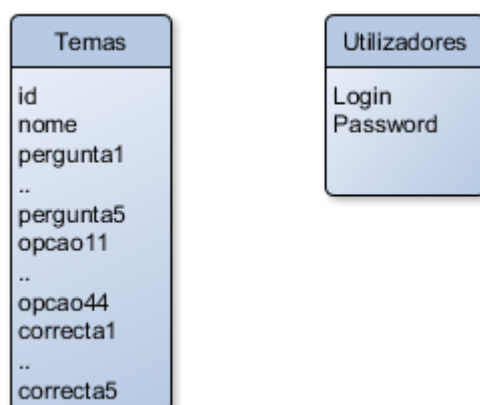 Temas
id
nome
pergunta1
..
pergunta5
opcao11
..
opcao44
correcta1
..
correcta5
Utilizadores
Login
Password